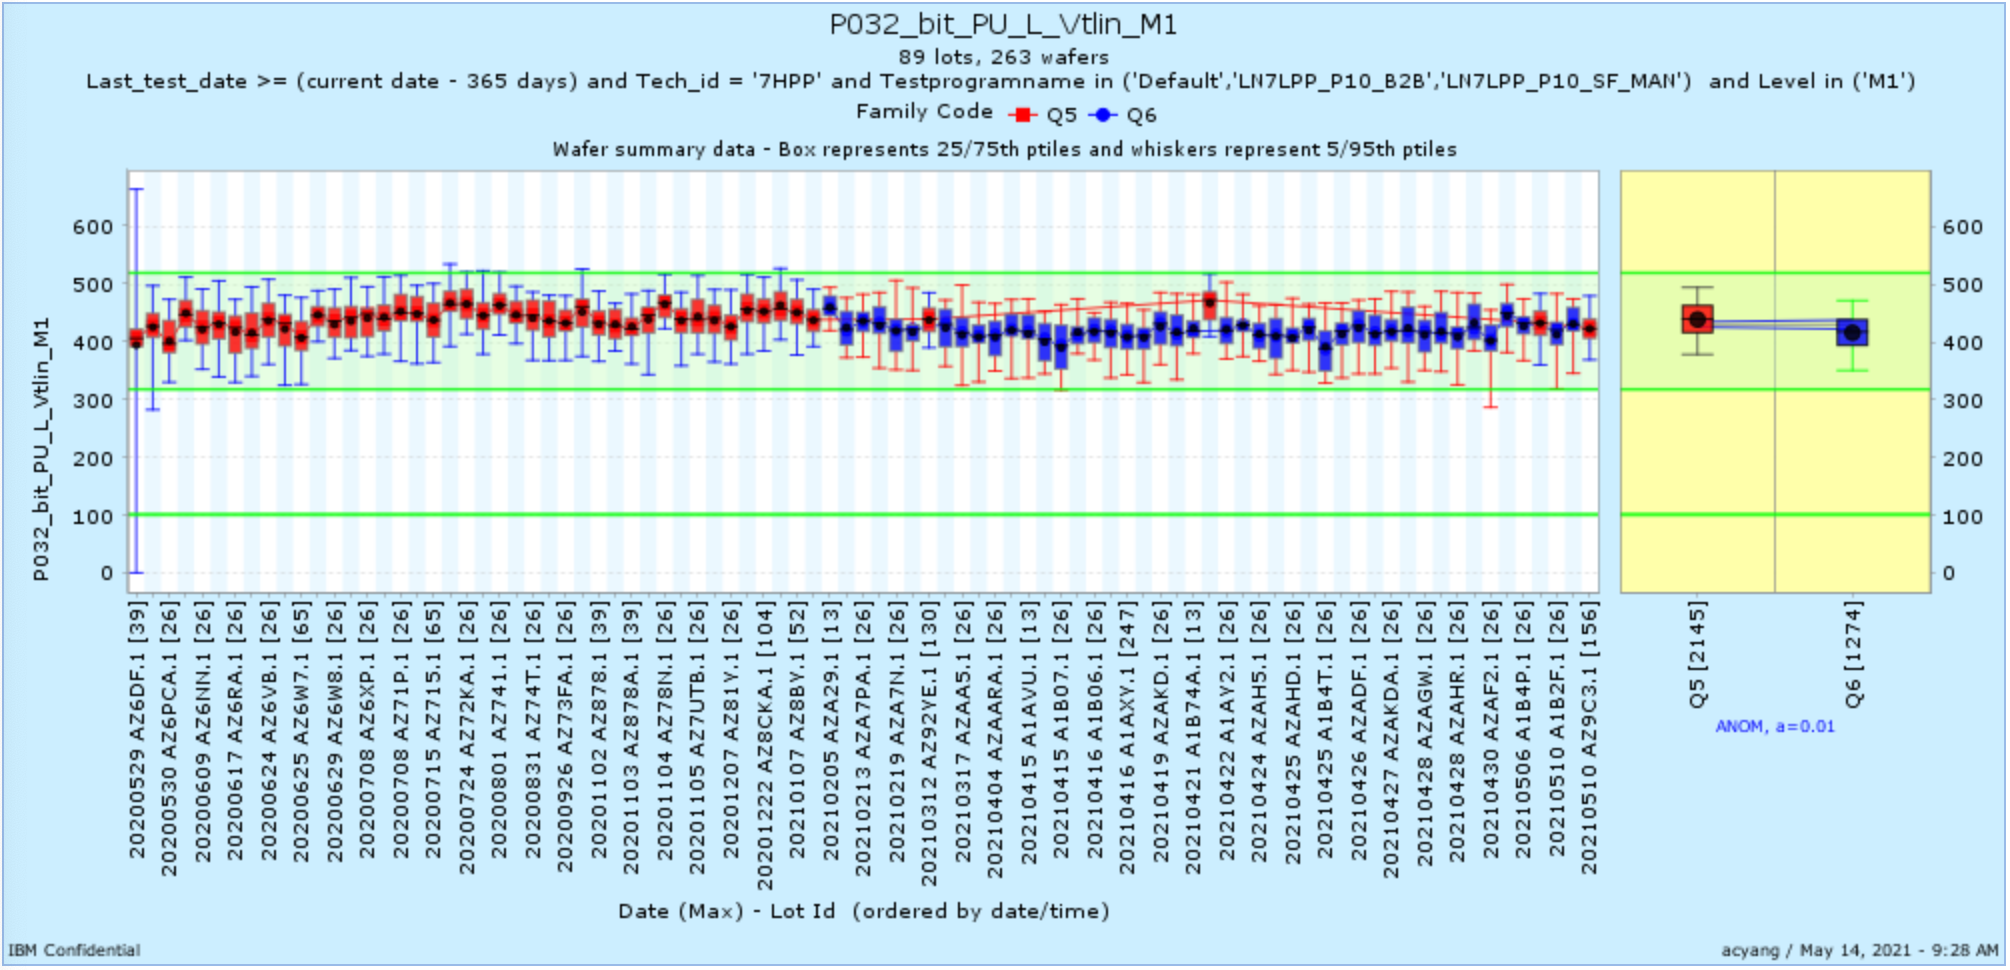 P032_bit_PU_L_Vtlin_M1
89 lots, 263 wafers
Last_test_date >= (current date - 365 days) and Tech_id = '7HPP' and Testprogramname in ('Default','LN7LPP_P10_B2B','LN7LPP_P10_SF_MAN')  and Level in ('M1')
Family Code Q5 Q6
Wafer summary data - Box represents 25/75th ptiles and whiskers represent 5/95th ptiles
P032_bit_PU_L_Vtlin_M1
600
500
400
300
200
100
0
600
500
400
300
200
100
0
20200529 AZ6DF.1 [39]
20200530 AZ6PCA.1 [26]
20200609 AZ6NN.1 [26]
20200617 AZ6RA.1 [26]
20200624 AZ6VB.1 [26]
20200625 AZ6W7.1 [65]
20200629 AZ6W8.1 [26]
20200708 AZ6XP.1 [26]
20200708 AZ71P.1 [26]
20200715 AZ715.1 [65]
20200724 AZ72KA.1 [26]
20200801 AZ741.1 [26]
20200831 AZ74T.1 [26]
20200926 AZ73FA.1 [26]
20201102 AZ878.1 [39]
20201103 AZ878A.1 [39]
20201104 AZ78N.1 [26]
20201105 AZ7UTB.1 [26]
20201207 AZ81Y.1 [26]
20201222 AZ8CKA.1 [104]
20210107 AZ8BY.1 [52]
20210205 AZA29.1 [13]
20210213 AZA7PA.1 [26]
20210219 AZA7N.1 [26]
20210312 AZ92YE.1 [130]
20210317 AZAA5.1 [26]
20210404 AZAARA.1 [26]
20210415 A1AVU.1 [13]
20210415 A1B07.1 [26]
20210416 A1B06.1 [26]
20210416 A1AXY.1 [247]
20210419 AZAKD.1 [26]
20210421 A1B74A.1 [13]
20210422 A1AY2.1 [26]
20210424 AZAH5.1 [26]
20210425 AZAHD.1 [26]
20210425 A1B4T.1 [26]
20210426 AZADF.1 [26]
20210427 AZAKDA.1 [26]
20210428 AZAGW.1 [26]
20210428 AZAHR.1 [26]
20210430 AZAF2.1 [26]
20210506 A1B4P.1 [26]
20210510 A1B2F.1 [26]
20210510 AZ9C3.1 [156]
Q5 [2145]
Q6 [1274]
ANOM, a=0.01
Date (Max) - Lot Id  (ordered by date/time)
IBM Confidential
acyang / May 14, 2021 - 9:28 AM